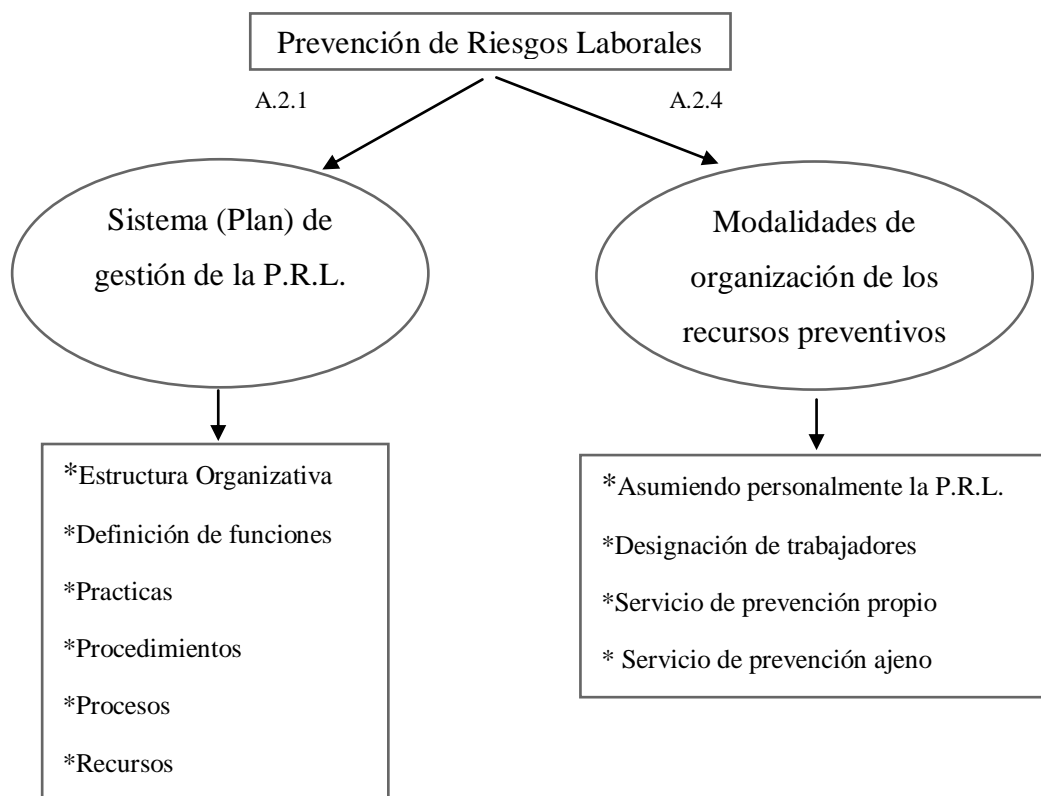 Prevención de Riesgos Laborales
A.2.1
A.2.4
Sistema (Plan) de
gestión de la P.R.L.
Modalidades de
organización de los
recursos preventivos
*Estructura Organizativa
*Definición de funciones
*Practicas
*Procedimientos
*Procesos
*Recursos
*Asumiendo personalmente la P.R.L.
*Designación de trabajadores
*Servicio de prevención propio
* Servicio de prevención ajeno